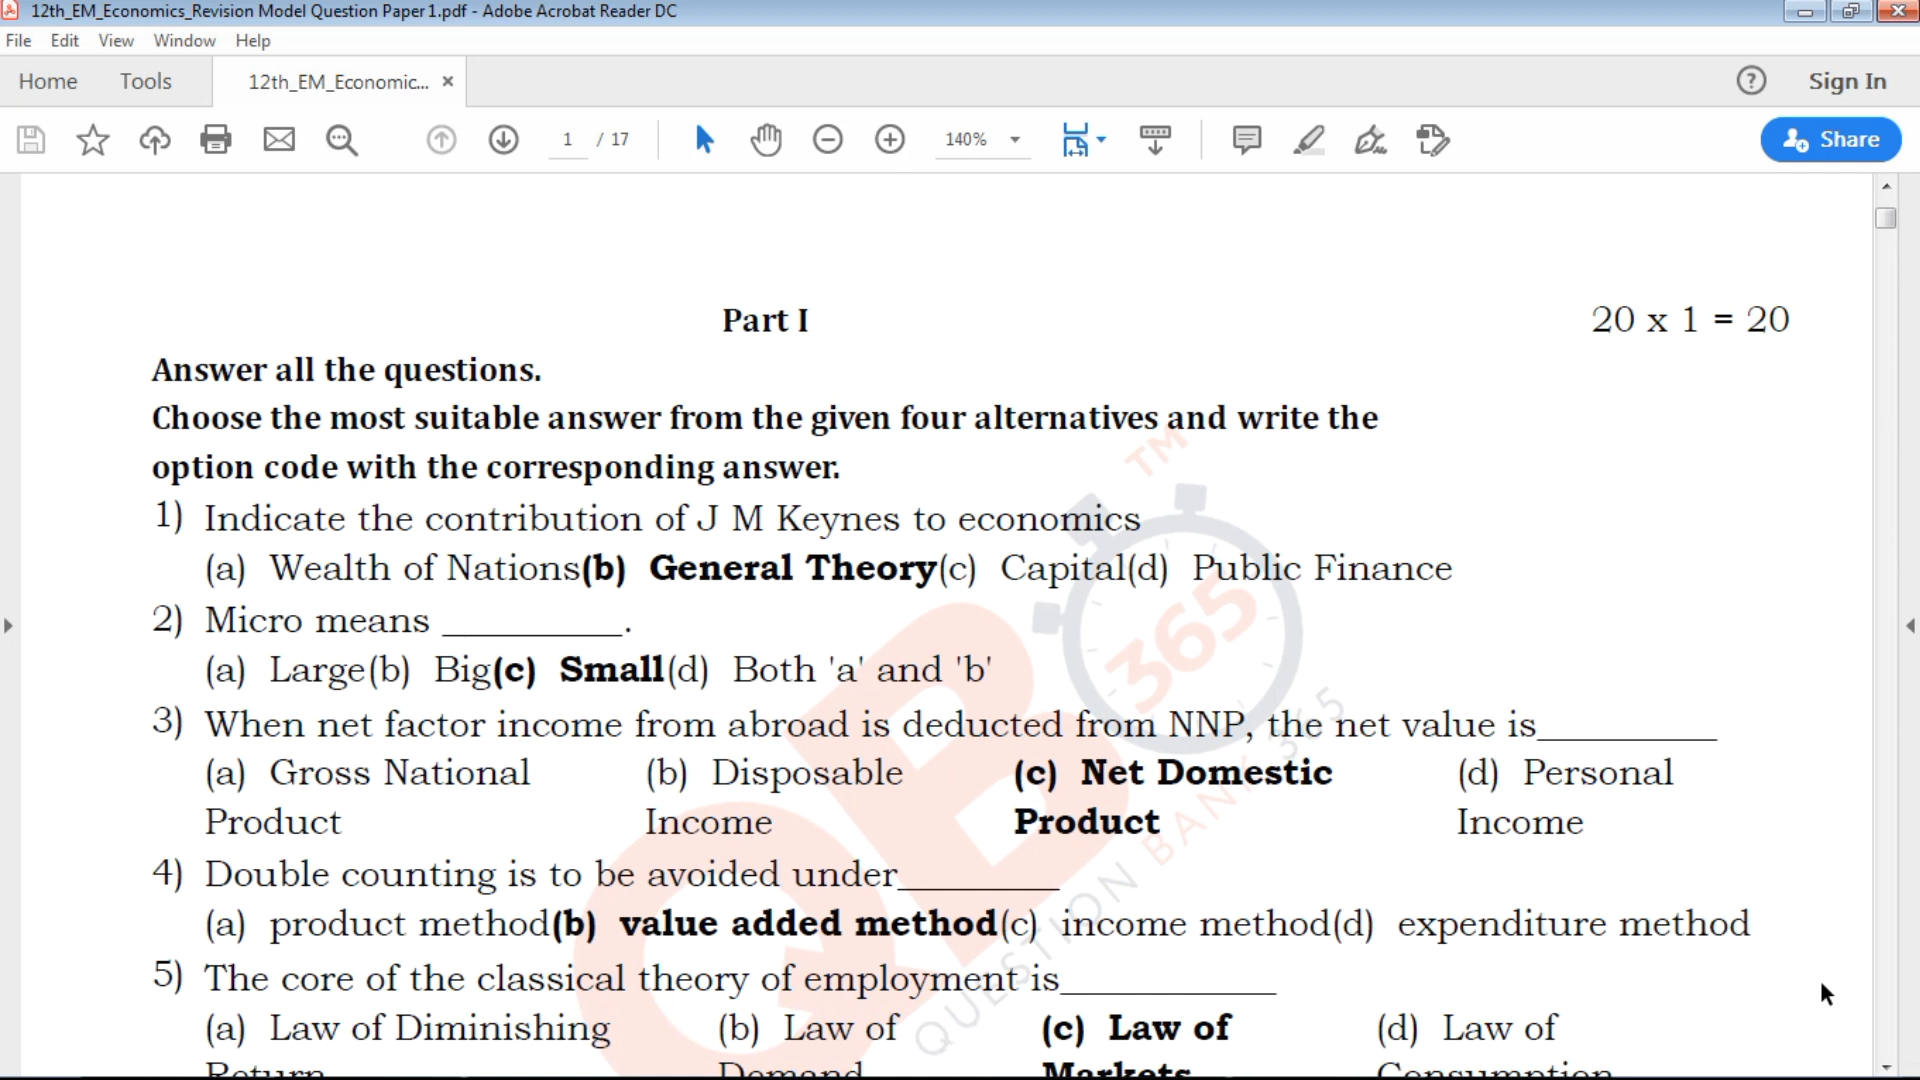 12th_EM_Economics_Revision Model Question Paper 1.pdf - Adobe Acrobat Reader DC
File Edit View Window Help
Home Tools 12th_EM_Economic... × ? Sign In
1 / 17 140% Share
Part I 20 x 1 = 20
Answer all the questions.
Choose the most suitable answer from the given four alternatives and write the
option code with the corresponding answer.
1) Indicate the contribution of J M Keynes to economics
(a) Wealth of Nations(b) General Theory(c) Capital(d) Public Finance
2) Micro means __________.
(a) Large(b) Big(c) Small(d) Both 'a' and 'b'
3) When net factor income from abroad is deducted from NNP, the net value is__________
(a) Gross National (b) Disposable (c) Net Domestic (d) Personal
Product Income Product Income
4) Double counting is to be avoided under_________
(a) product method(b) value added method(c) income method(d) expenditure method
5) The core of the classical theory of employment is____________
(a) Law of Diminishing (b) Law of (c) Law of (d) Law of
Return Demand Markets Consumption
QB
365
TM
QUESTION BANK 365